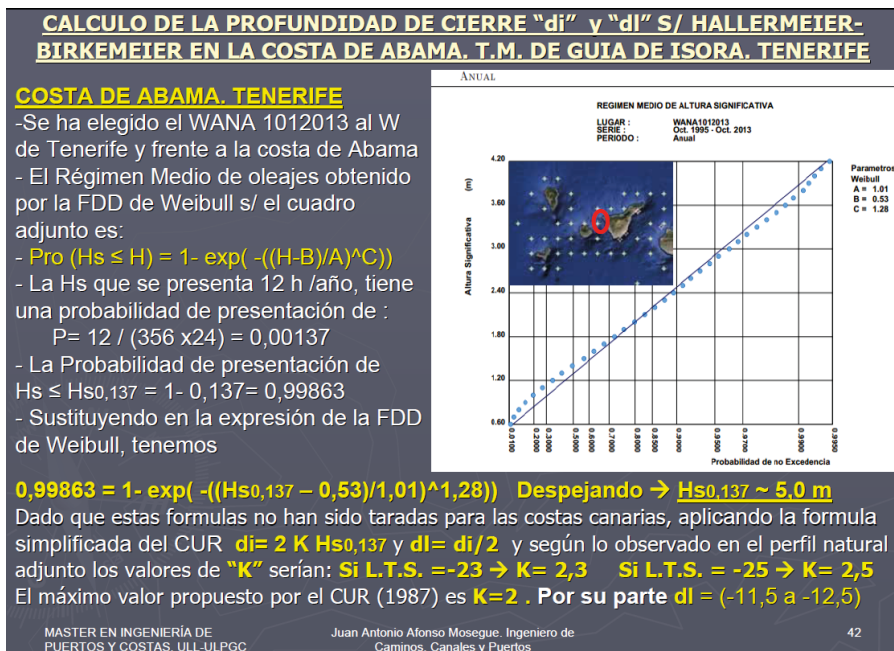 CALCULO DE LA PROFUNDIDAD DE CIERRE “di” y “dl” S/ HALLERMEIER-
BIRKEMEIER EN LA COSTA DE ABAMA. T.M. DE GUIA DE ISORA. TENERIFE
COSTA DE ABAMA. TENERIFE
-Se ha elegido el WANA 1012013 al W
de Tenerife y frente a la costa de Abama
- El Régimen Medio de oleajes obtenido
por la FDD de Weibull s/ el cuadro
adjunto es:
- Pro (Hs ≤ H) = 1- exp( -((H-B)/A)^C))
- La Hs que se presenta 12 h /año, tiene
una probabilidad de presentación de :
P= 12 / (356 x24) = 0,00137
- La Probabilidad de presentación de
Hs ≤ Hs0,137 = 1- 0,137= 0,99863
- Sustituyendo en la expresión de la FDD
de Weibull, tenemos
ANUAL
REGIMEN MEDIO DE ALTURA SIGNIFICATIVA
LUGAR : WANA1012013
SERIE : Oct. 1995 - Oct. 2013
PERIODO : Anual
Altura Significativa (m)
4.20
3.60
3.00
2.40
1.80
1.20
0.60
Parametros
Weibull
A = 1.01
B = 0.53
C = 1.28
0.0100
0.2000
0.3000
0.5000
0.6000
0.7000
0.8000
0.8500
0.9000
0.9500
0.9700
0.9900
0.9950
Probabilidad de no Excedencia
0,99863 = 1- exp( -((Hs0,137 – 0,53)/1,01)^1,28)) Despejando → Hs0,137 ~ 5,0 m
Dado que estas formulas no han sido taradas para las costas canarias, aplicando la formula
simplificada del CUR di= 2 K Hs0,137 y dl= di/2 y según lo observado en el perfil natural
adjunto los valores de “K” serían: Si L.T.S. =-23 → K= 2,3 Si L.T.S. = -25 → K= 2,5
El máximo valor propuesto por el CUR (1987) es K=2 . Por su parte dl = (-11,5 a -12,5)
MASTER EN INGENIERÍA DE
PUERTOS Y COSTAS. ULL-ULPGC
Juan Antonio Afonso Mosegue. Ingeniero de
Caminos. Canales y Puertos
42